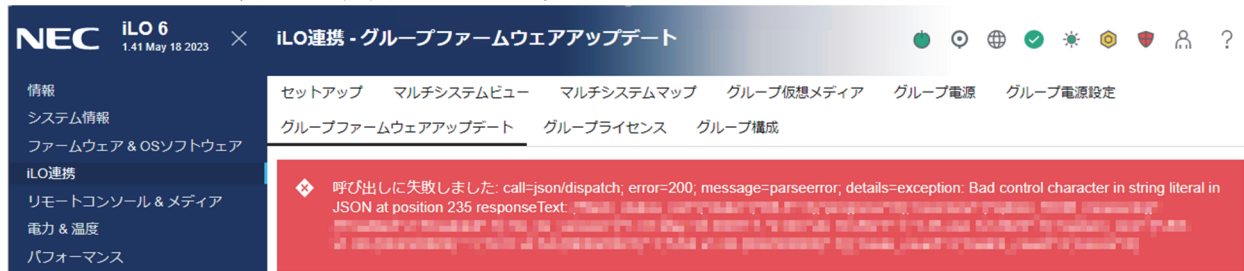 NEC
iLO 6
1.41 May 18 2023
iLO連携 - グループファームウェアアップデート
?
情報
システム情報
ファームウェア & OSソフトウェア
iLO連携
リモートコンソール & メディア
電力 & 温度
パフォーマンス
セットアップ マルチシステムビュー マルチシステムマップ グループ仮想メディア グループ電源 グループ電源設定
グループファームウェアアップデート グループライセンス グループ構成
呼び出しに失敗しました: call=json/dispatch; error=200; message=parseerror; details=exception: Bad control character in string literal in
JSON at position 235 responseText: